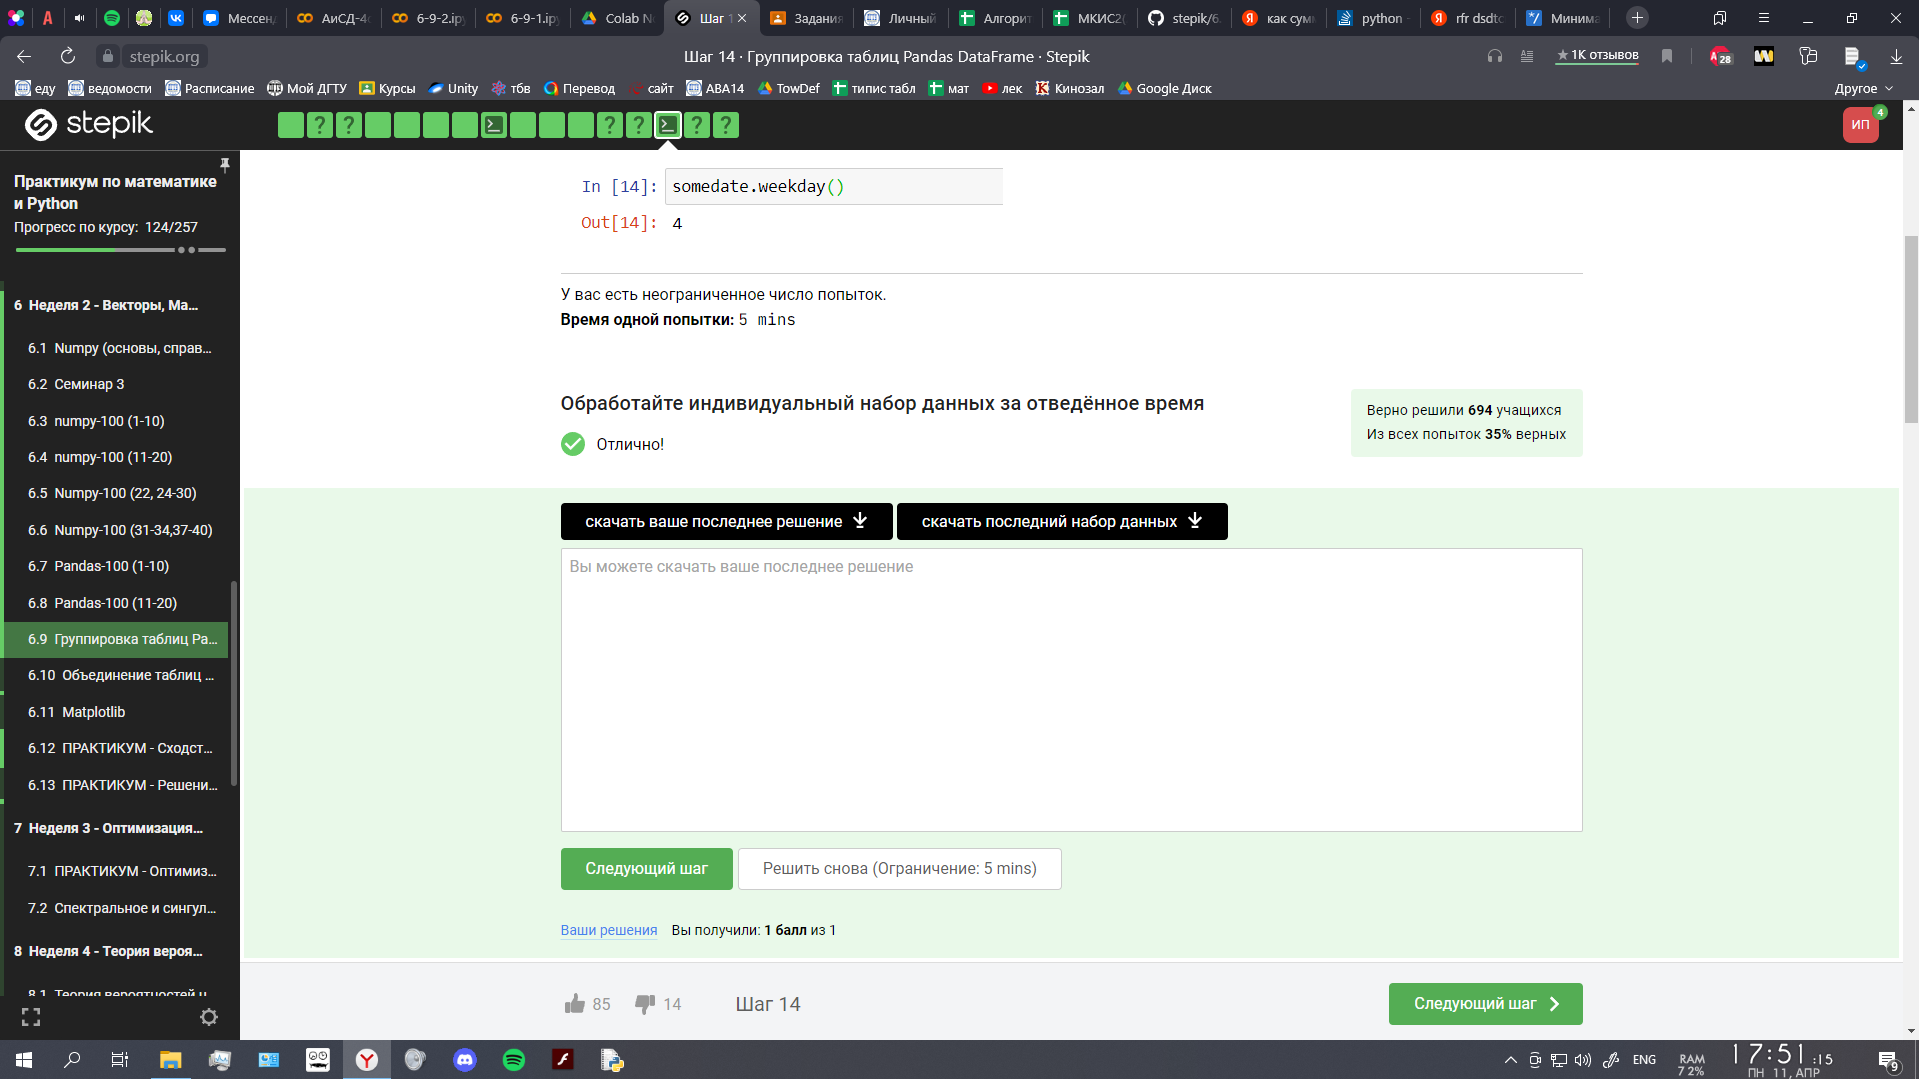 Мессен
АиСД-4
6-9-2.ip
6-9-1.ip
Colab N
Шаг 1
Задания
Личный
Алгорит
МКИС2(
stepik/6.
как сум
python -
rfr dsdtc
Минима
stepik.org
Шаг 14 · Группировка таблиц Pandas DataFrame · Stepik
★ 1К отзывов
28
еду
ведомости
Расписание
Мой ДГТУ
Курсы
Unity
тбв
Перевод
сайт
АВА14
TowDef
типис табл
мат
лек
Кинозал
Google Диск
Другое
stepik
ИП
4
Практикум по математике
и Python
Прогресс по курсу: 124/257
6 Неделя 2 - Векторы, Ма...
6.1 Numpy (основы, справ...
6.2 Семинар 3
6.3 numpy-100 (1-10)
6.4 numpy-100 (11-20)
6.5 Numpy-100 (22, 24-30)
6.6 Numpy-100 (31-34,37-40)
6.7 Pandas-100 (1-10)
6.8 Pandas-100 (11-20)
6.9 Группировка таблиц Pa...
6.10 Объединение таблиц ...
6.11 Matplotlib
6.12 ПРАКТИКУМ - Сходст...
6.13 ПРАКТИКУМ - Решени...
7 Неделя 3 - Оптимизация...
7.1 ПРАКТИКУМ - Оптимиз...
7.2 Спектральное и сингул...
8 Неделя 4 - Теория вероя...
8.1 Теория вероятностей
In [14]: somedate.weekday()
Out[14]: 4
У вас есть неограниченное число попыток.
Время одной попытки: 5 mins
Обработайте индивидуальный набор данных за отведённое время
Отлично!
Верно решили 694 учащихся
Из всех попыток 35% верных
скачать ваше последнее решение
скачать последний набор данных
Вы можете скачать ваше последнее решение
Следующий шаг
Решить снова (Ограничение: 5 mins)
Ваши решения Вы получили: 1 балл из 1
85
14
Шаг 14
Следующий шаг
ENG
RAM
72%
17:51:15
ПН 11, АПР
9